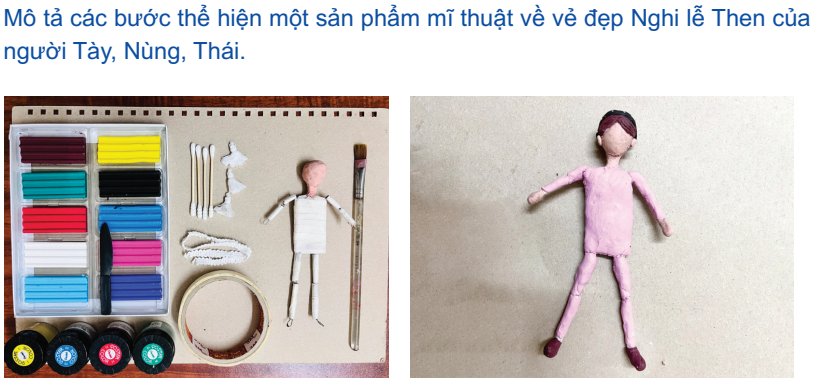 Mô tả các bước thể hiện một sản phẩm mĩ thuật về vẻ đẹp Nghi lễ Then của
người Tày, Nùng, Thái.